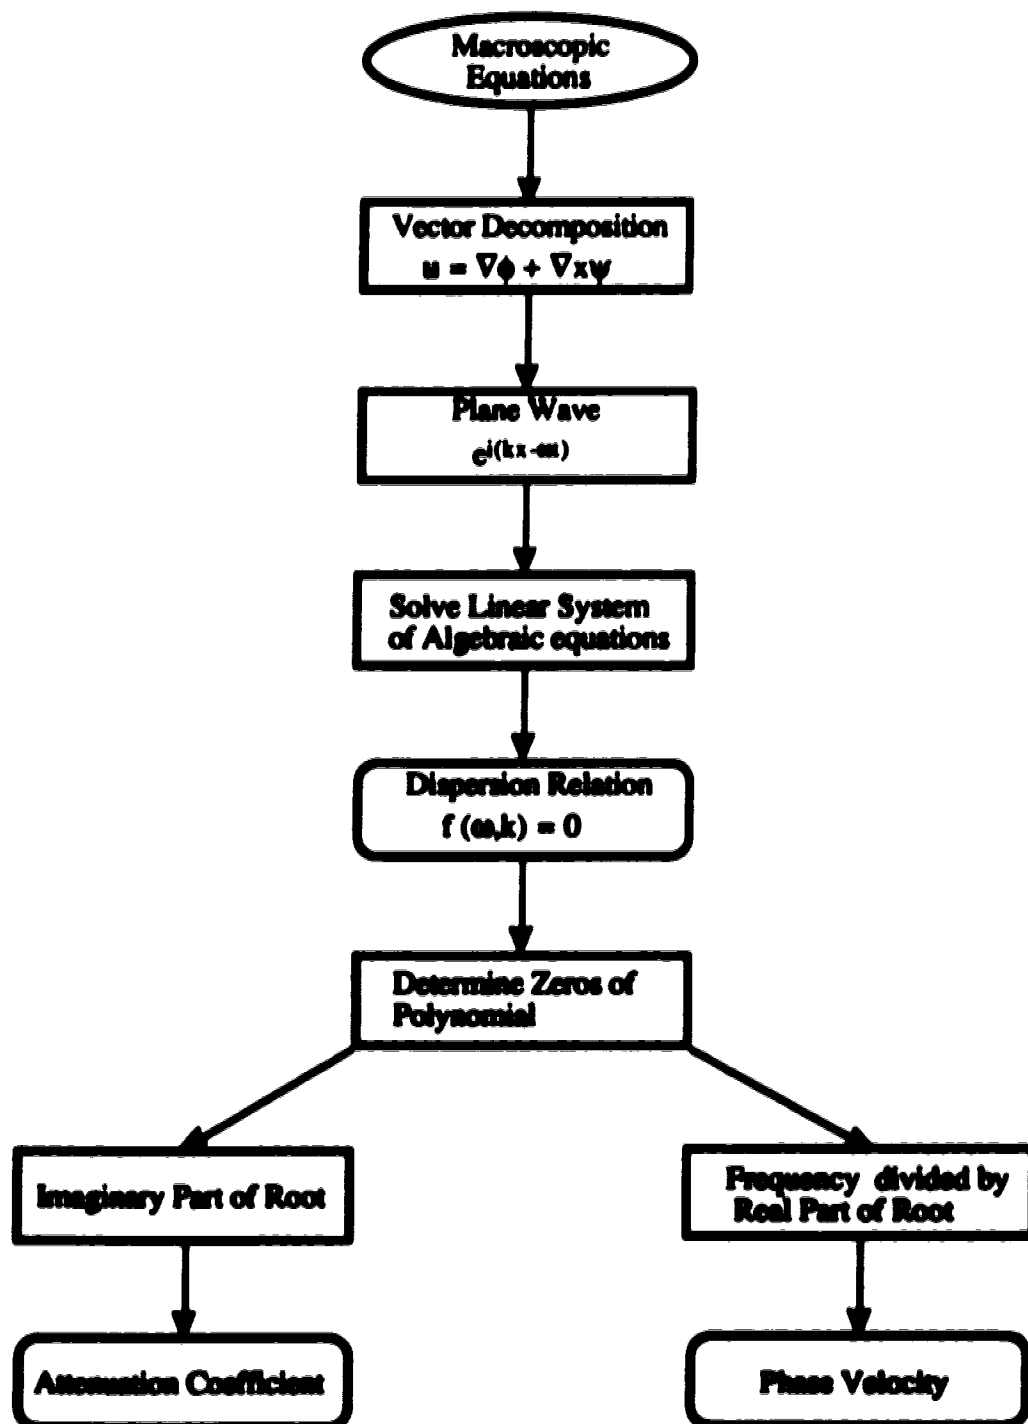 Macroscopic
Equations
Vector Decomposition
u = ∇ϕ + ∇xψ
Plane Wave
e^i(kx-ωt)
Solve Linear System
of Algebraic equations
Dispersion Relation
f (ω,k) = 0
Determine Zeros of
Polynomial
Imaginary Part of Root
Frequency divided by
Real Part of Root
Attenuation Coefficient
Phase Velocity